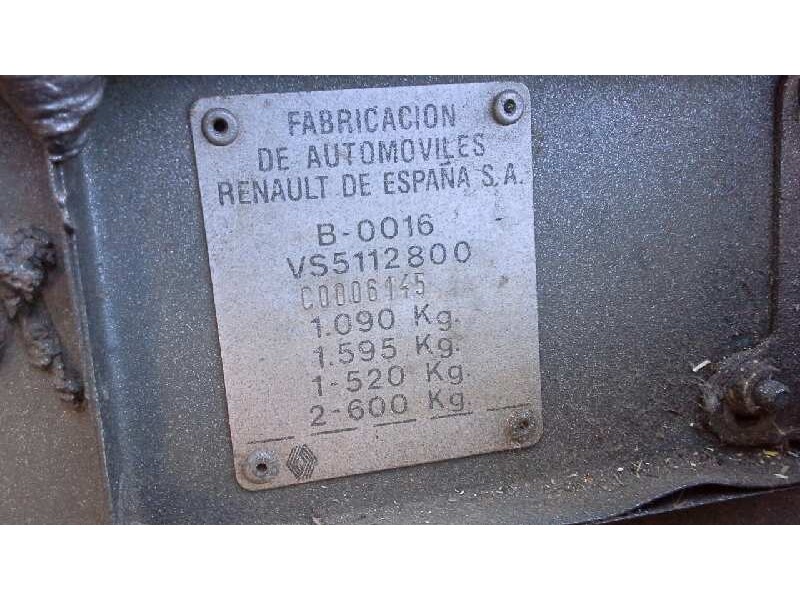 FABRICACION
DE AUTOMOVILES
RENAULT DE ESPAÑA S.A.
B-0016
VS5112800
C0006145
1.090 Kg.
1.595 Kg.
1-520 Kg.
2-600 Kg.